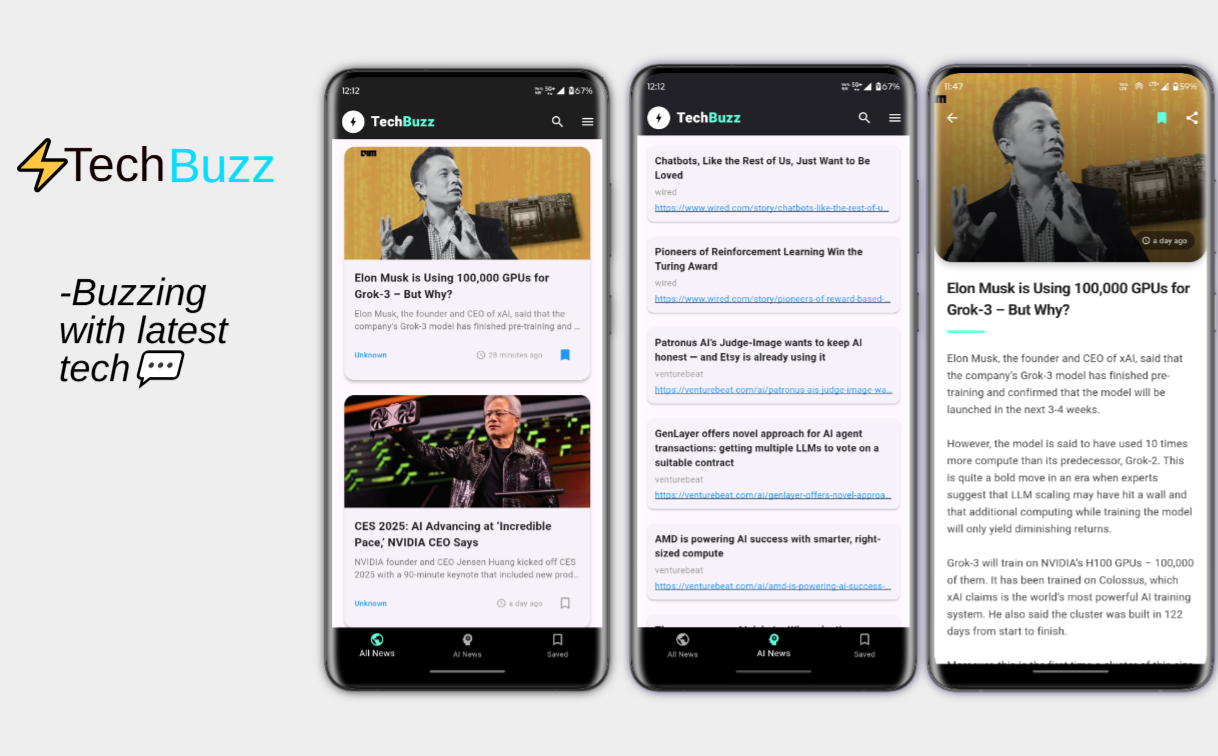 TechBuzz
-Buzzing
with latest
tech
12:12
67%
TechBuzz
Elon Musk is Using 100,000 GPUs for
Grok-3 – But Why?
Elon Musk, the founder and CEO of xAI, said that the
company's Grok-3 model has finished pre-training and ...
Unknown
28 minutes ago
CES 2025: AI Advancing at ‘Incredible
Pace,’ NVIDIA CEO Says
NVIDIA founder and CEO Jensen Huang kicked off CES
2025 with a 90-minute keynote that included new prod...
Unknown
a day ago
All News
AI News
Saved
12:12
67%
TechBuzz
Chatbots, Like the Rest of Us, Just Want to Be
Loved
wired
https://www.wired.com/story/chatbots-like-the-rest-of-u...
Pioneers of Reinforcement Learning Win the
Turing Award
wired
https://www.wired.com/story/pioneers-of-reward-based-...
Patronus AI's Judge-Image wants to keep AI
honest — and Etsy is already using it
venturebeat
https://venturebeat.com/ai/patronus-ais-judge-image-wa...
GenLayer offers novel approach for AI agent
transactions: getting multiple LLMs to vote on a
suitable contract
venturebeat
https://venturebeat.com/ai/genlayer-offers-novel-approa...
AMD is powering AI success with smarter, right-
sized compute
venturebeat
https://venturebeat.com/ai/amd-is-powering-ai-success-...
All News
AI News
Saved
11:47
59%
a day ago
Elon Musk is Using 100,000 GPUs for
Grok-3 – But Why?
Elon Musk, the founder and CEO of xAI, said that
the company's Grok-3 model has finished pre-
training and confirmed that the model will be
launched in the next 3-4 weeks.
However, the model is said to have used 10 times
more compute than its predecessor, Grok-2. This
is quite a bold move in an era when experts
suggest that LLM scaling may have hit a wall and
that additional computing while training the model
will only yield diminishing returns.
Grok-3 will train on NVIDIA's H100 GPUs – 100,000
of them. It has been trained on Colossus, which
xAI claims is the world's most powerful AI training
system. He also said the cluster was built in 122
days from start to finish.